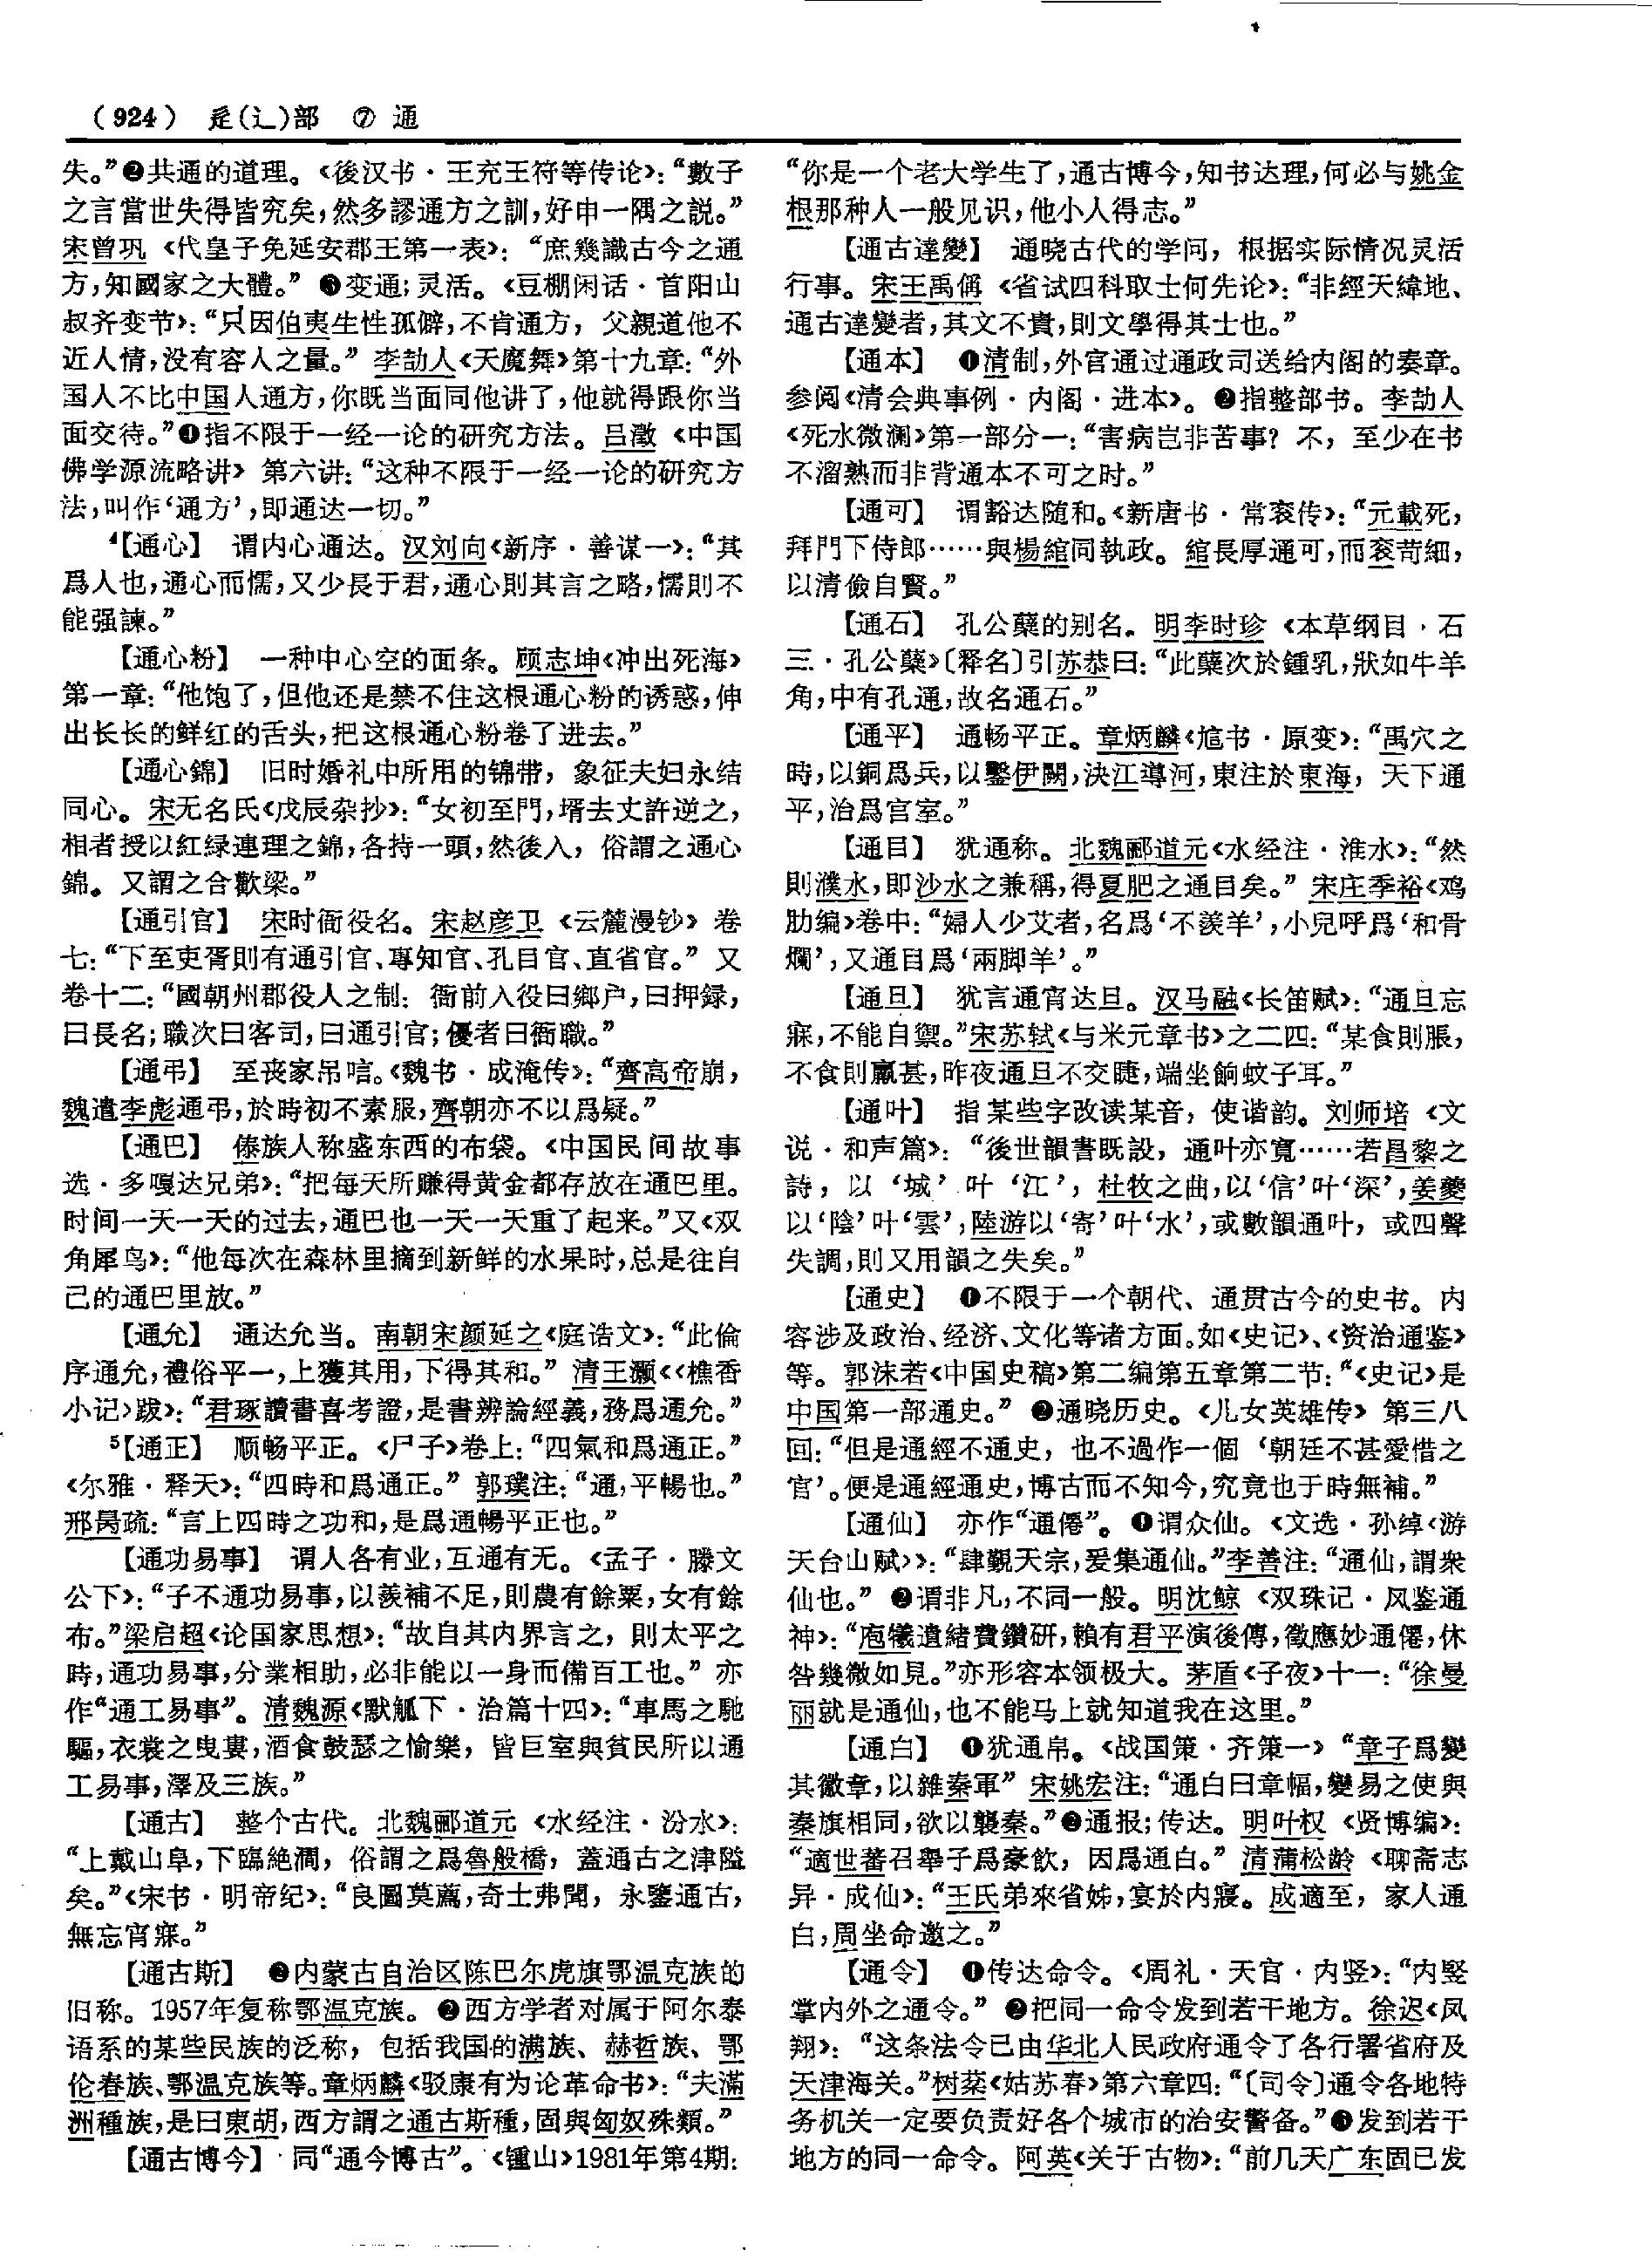 （924） 辵(辶)部 ⑦ 通
失。”❷共通的道理。《後汉书·王充王符等传论》：“數子
之言當世失得皆究矣，然多謬通方之訓，好申一隅之説。”
宋曾巩《代皇子免延安郡王第一表》：“庶幾識古今之通
方，知國家之大體。”❸变通；灵活。《豆棚闲话·首阳山
叔齐变节》：“只因伯夷生性孤僻，不肯通方，父親道他不
近人情，没有容人之量。”李劼人《天魔舞》第十九章：“外
国人不比中国人通方，你既当面同他讲了，他就得跟你当
面交待。”❹指不限于一经一论的研究方法。吕澂《中国
佛学源流略讲》第六讲：“这种不限于一经一论的研究方
法，叫作‘通方’，即通达一切。”
⁴【通心】 谓内心通达。汉刘向《新序·善谋一》：“其
爲人也，通心而懦，又少長于君，通心則其言之略，懦則不
能强諫。”
【通心粉】 一种中心空的面条。顾志坤《冲出死海》
第一章：“他饱了，但他还是禁不住这根通心粉的诱惑，伸
出长长的鲜红的舌头，把这根通心粉卷了进去。”
【通心錦】 旧时婚礼中所用的锦带，象征夫妇永结
同心。宋无名氏《戊辰杂抄》：“女初至門，壻去丈許逆之，
相者授以紅绿連理之錦，各持一頭，然後入，俗謂之通心
錦。又謂之合歡梁。”
【通引官】 宋时衙役名。宋赵彦卫《云麓漫钞》卷
七：“下至吏胥則有通引官、專知官、孔目官、直省官。”又
卷十二：“國朝州郡役人之制：衙前入役曰鄉户，曰押録，
曰長名；職次曰客司，曰通引官；優者曰衙職。”
【通弔】 至丧家吊唁。《魏书·成淹传》：“齊高帝崩，
魏遣李彪通弔，於時初不素服，齊朝亦不以爲疑。”
【通巴】 傣族人称盛东西的布袋。《中国民间故事
选·多嘎达兄弟》：“把每天所赚得黄金都存放在通巴里。
时间一天一天的过去，通巴也一天一天重了起来。”又《双
角犀鸟》：“他每次在森林里摘到新鲜的水果时，总是往自
己的通巴里放。”
【通允】 通达允当。南朝宋颜延之《庭诰文》：“此倫
序通允，禮俗平一，上獲其用，下得其和。”清王灏《〈樵香
小记〉跋》：“君琢讀書喜考證，是書辨論經義，務爲通允。”
⁵【通正】 顺畅平正。《尸子》卷上：“四氣和爲通正。”
《尔雅·释天》：“四時和爲通正。”郭璞注：“通，平暢也。”
邢昺疏：“言上四時之功和，是爲通暢平正也。”
【通功易事】 谓人各有业，互通有无。《孟子·滕文
公下》：“子不通功易事，以羨補不足，則農有餘粟，女有餘
布。”梁启超《论国家思想》：“故自其内界言之，則太平之
時，通功易事，分業相助，必非能以一身而備百工也。”亦
作“通工易事”。清魏源《默觚下·治篇十四》：“車馬之馳
驅，衣裳之曳婁，酒食鼓瑟之愉樂，皆巨室與貧民所以通
工易事，澤及三族。”
【通古】 整个古代。北魏郦道元《水经注·汾水》：
“上戴山阜，下臨絶澗，俗謂之爲魯般橋，蓋通古之津隘
矣。”《宋书·明帝纪》：“良圖莫薦，奇士弗聞，永鑒通古，
無忘宵寐。”
【通古斯】 ❶内蒙古自治区陈巴尔虎旗鄂温克族的
旧称。1957年复称鄂温克族。❷西方学者对属于阿尔泰
语系的某些民族的泛称，包括我国的满族、赫哲族、鄂
伦春族、鄂温克族等。章炳麟《驳康有为论革命书》：“夫滿
洲種族，是曰東胡，西方謂之通古斯種，固與匈奴殊類。”
【通古博今】 同“通今博古”。《锺山》1981年第4期：
“你是一个老大学生了，通古博今，知书达理，何必与姚金
根那种人一般见识，他小人得志。”
【通古達變】 通晓古代的学问，根据实际情况灵活
行事。宋王禹偁《省试四科取士何先论》：“非經天緯地、
通古達變者，其文不貴，則文學得其士也。”
【通本】 ❶清制，外官通过通政司送给内阁的奏章。
参阅《清会典事例·内阁·进本》。❷指整部书。李劼人
《死水微澜》第一部分一：“害病岂非苦事？不，至少在书
不溜熟而非背通本不可之时。”
【通可】 谓豁达随和。《新唐书·常衮传》：“元載死，
拜門下侍郎……與楊綰同執政。綰長厚通可，而衮苛細，
以清儉自賢。”
【通石】 孔公孽的别名。明李时珍《本草纲目·石
三·孔公孽》〔释名〕引苏恭曰：“此孽次於鍾乳，狀如牛羊
角，中有孔通，故名通石。”
【通平】 通畅平正。章炳麟《訄书·原变》：“禹穴之
時，以銅爲兵，以鑿伊闕，決江導河，東注於東海，天下通
平，治爲宫室。”
【通目】 犹通称。北魏郦道元《水经注·淮水》：“然
則濮水，即沙水之兼稱，得夏肥之通目矣。”宋庄季裕《鸡
肋编》卷中：“婦人少艾者，名爲‘不羨羊’，小兒呼爲‘和骨
爛’，又通目爲‘兩脚羊’。”
【通旦】 犹言通宵达旦。汉马融《长笛赋》：“通旦忘
寐，不能自禦。”宋苏轼《与米元章书》之二四：“某食則脹，
不食則羸甚，昨夜通旦不交睫，端坐餉蚊子耳。”
【通叶】 指某些字改读某音，使谐韵。刘师培《文
说·和声篇》：“後世韻書既設，通叶亦寬……若昌黎之
詩，以‘城’叶‘江’，杜牧之曲，以‘信’叶‘深’，姜夔
以‘陰’叶‘雲’，陸游以‘寄’叶‘水’，或數韻通叶，或四聲
失調，則又用韻之失矣。”
【通史】 ❶不限于一个朝代、通贯古今的史书。内
容涉及政治、经济、文化等诸方面。如《史记》、《资治通鉴》
等。郭沫若《中国史稿》第二编第五章第二节：“《史记》是
中国第一部通史。”❷通晓历史。《儿女英雄传》第三八
回：“但是通經不通史，也不過作一個‘朝廷不甚愛惜之
官’。便是通經通史，博古而不知今，究竟也于時無補。”
【通仙】 亦作“通僊”。❶谓众仙。《文选·孙绰〈游
天台山赋〉》：“肆覲天宗，爰集通仙。”李善注：“通仙，謂衆
仙也。”❷谓非凡，不同一般。明沈鲸《双珠记·风鉴通
神》：“庖犧遺緒費鑽研，賴有君平演後傳，徵應妙通僊，休
咎幾微如見。”亦形容本领极大。茅盾《子夜》十一：“徐曼
丽就是通仙，也不能马上就知道我在这里。”
【通白】 ❶犹通帛。《战国策·齐策一》“章子爲變
其徽章，以雜秦軍”宋姚宏注：“通白曰章幅，變易之使與
秦旗相同，欲以襲秦。”❷通报；传达。明叶权《贤博编》：
“適世蕃召舉子爲豪飲，因爲通白。”清蒲松龄《聊斋志
异·成仙》：“王氏弟來省姊，宴於内寢。成適至，家人通
白，周坐命邀之。”
【通令】 ❶传达命令。《周礼·天官·内竖》：“内竪
掌内外之通令。”❷把同一命令发到若干地方。徐迟《凤
翔》：“这条法令已由华北人民政府通令了各行署省府及
天津海关。”树棻《姑苏春》第六章四：“〔司令〕通令各地特
务机关一定要负责好各个城市的治安警备。”❸发到若干
地方的同一命令。阿英《关于古物》：“前几天广东固已发